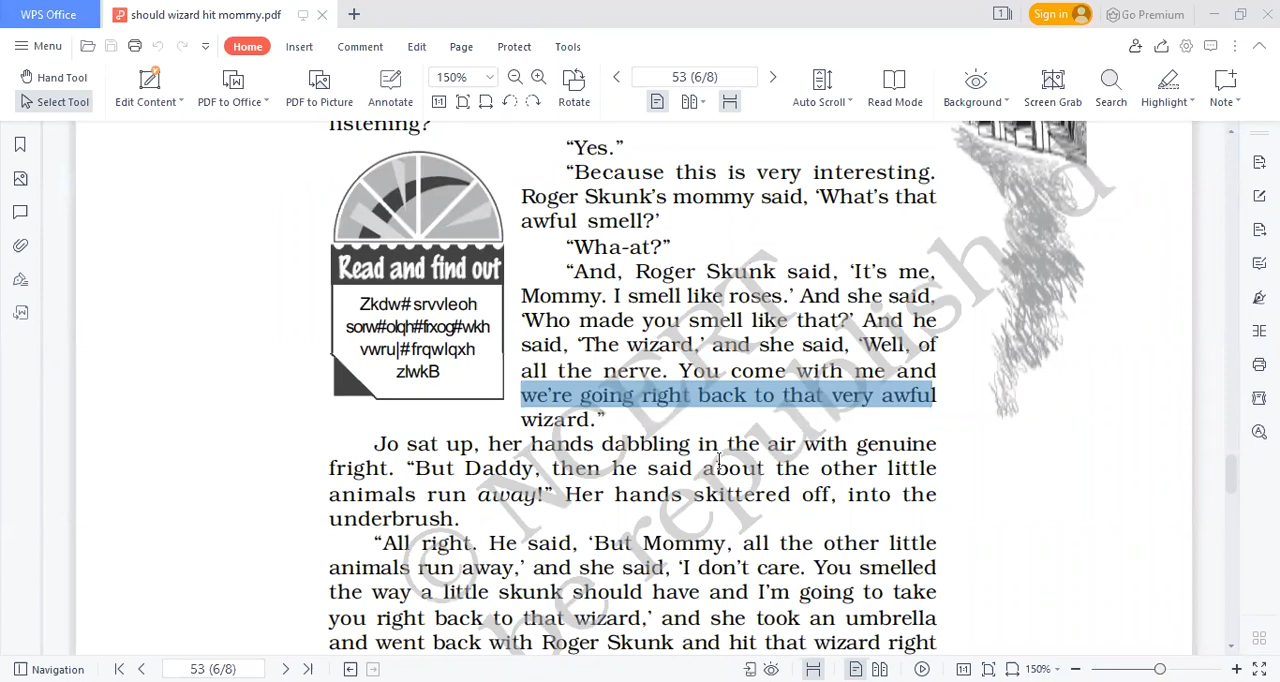 WPS Office
should wizard hit mommy.pdf
Sign in
Go Premium
Menu
Home
Insert
Comment
Edit
Page
Protect
Tools
Hand Tool
Select Tool
Edit Content
PDF to Office
PDF to Picture
Annotate
150%
Rotate
53 (6/8)
Auto Scroll
Read Mode
Background
Screen Grab
Search
Highlight
Note
listening?
“Yes.”
“Because this is very interesting.
Roger Skunk’s mommy said, ‘What’s that
awful smell?’
“Wha-at?”
“And, Roger Skunk said, ‘It’s me,
Mommy. I smell like roses.’ And she said,
‘Who made you smell like that?’ And he
said, ‘The wizard,’ and she said, ‘Well, of
all the nerve. You come with me and
we’re going right back to that very awful
wizard.”
Read and find out
Zkdw# srvvleoh
sorw#olqh#frxog#wkh
vwru|# frqwlqxh
zlwkB
Jo sat up, her hands dabbling in the air with genuine
fright. “But Daddy, then he said about the other little
animals run away!” Her hands skittered off, into the
underbrush.
“All right. He said, ‘But Mommy, all the other little
animals run away,’ and she said, ‘I don’t care. You smelled
the way a little skunk should have and I’m going to take
you right back to that wizard,’ and she took an umbrella
and went back with Roger Skunk and hit that wizard right
© NCERT
be republished
Navigation
53 (6/8)
150%